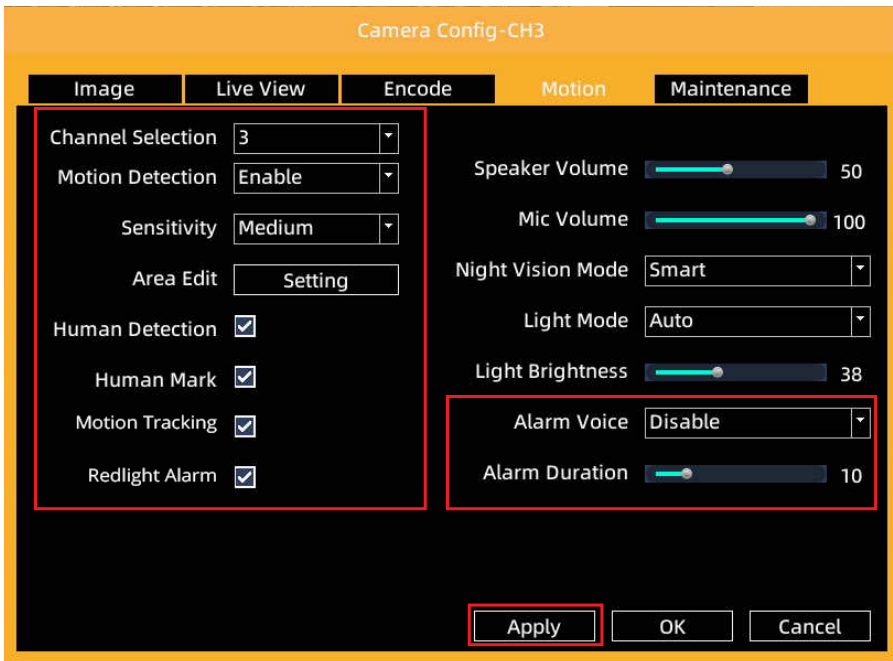 Camera Config-CH3
Image Live View Encode Motion Maintenance
Channel Selection 3
Motion Detection Enable
Sensitivity Medium
Area Edit Setting
Human Detection
Human Mark
Motion Tracking
Redlight Alarm
Speaker Volume 50
Mic Volume 100
Night Vision Mode Smart
Light Mode Auto
Light Brightness 38
Alarm Voice Disable
Alarm Duration 10
Apply OK Cancel